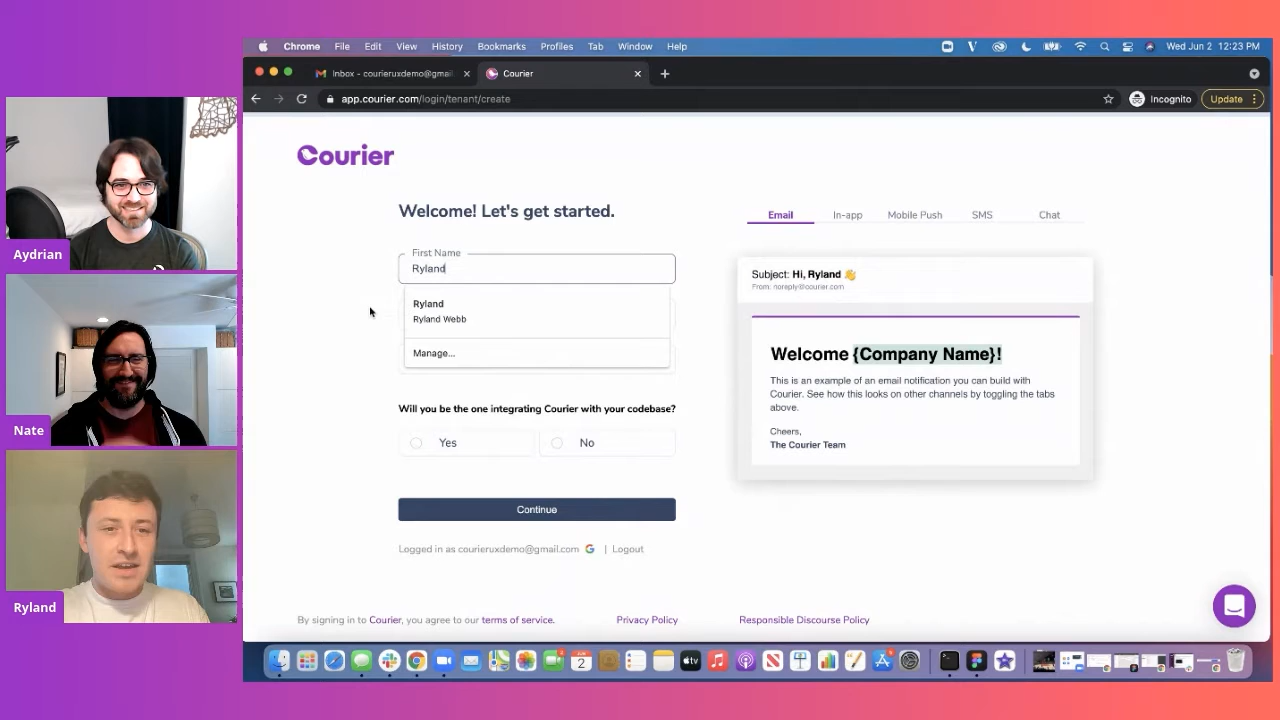 Chrome File Edit View History Bookmarks Profiles Tab Window Help
Wed Jun 2 12:23 PM
Inbox - courieruxdemo@gmai
Courier
app.courier.com/login/tenant/create
Incognito
Update
Courier
Welcome! Let's get started.
First Name
Ryland
Ryland
Ryland Webb
Manage...
Will you be the one integrating Courier with your codebase?
Yes
No
Continue
Logged in as courieruxdemo@gmail.com | Logout
Email In-app Mobile Push SMS Chat
Subject: Hi, Ryland 👋
From: noreply@courier.com
Welcome {Company Name}!
This is an example of an email notification you can build with
Courier. See how this looks on other channels by toggling the tabs
above.
Cheers,
The Courier Team
By signing in to Courier, you agree to our terms of service.
Privacy Policy
Responsible Discourse Policy
Aydrian
Nate
Ryland